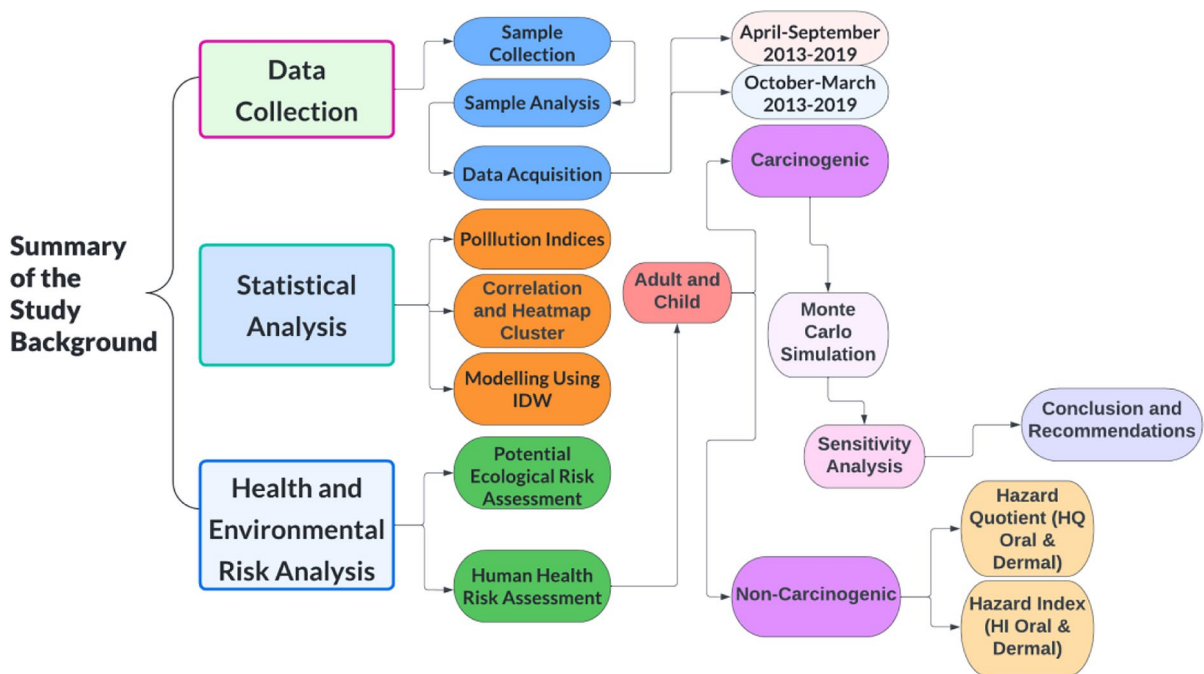 Summary
of the
Study
Background
Data
Collection
Sample
Collection
Sample Analysis
Data Acquisition
April-September
2013-2019
October-March
2013-2019
Statistical
Analysis
Polllution Indices
Correlation
and Heatmap
Cluster
Modelling Using
IDW
Health and
Environmental
Risk Analysis
Potential
Ecological Risk
Assessment
Human Health
Risk Assessment
Adult and
Child
Carcinogenic
Monte
Carlo
Simulation
Sensitivity
Analysis
Conclusion and
Recommendations
Non-Carcinogenic
Hazard
Quotient (HQ
Oral &
Dermal)
Hazard Index
(HI Oral &
Dermal)